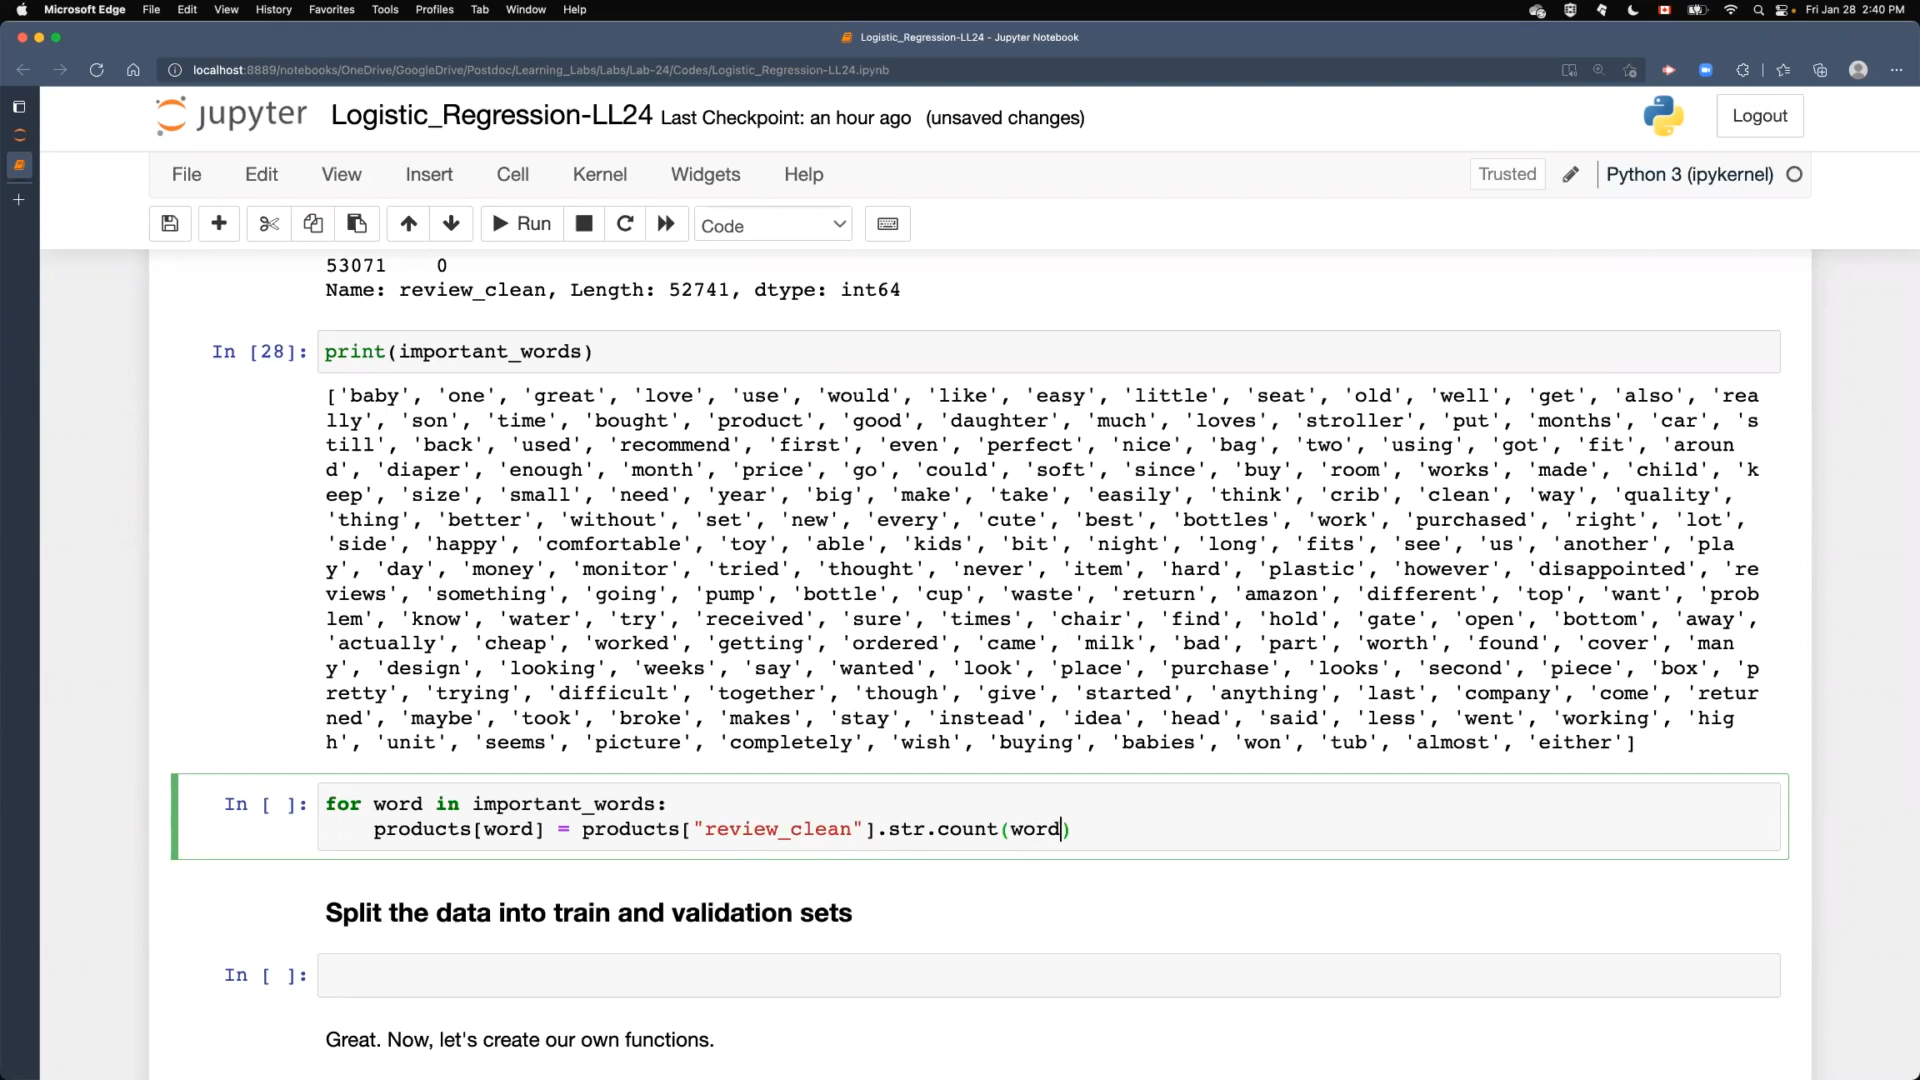 Microsoft Edge File Edit View History Favorites Tools Profiles Tab Window Help Fri Jan 28 2:40 PM
Logistic_Regression-LL24 - Jupyter Notebook
localhost:8889/notebooks/OneDrive/GoogleDrive/Postdoc/Learning_Labs/Labs/Lab-24/Codes/Logistic_Regression-LL24.ipynb
jupyter Logistic_Regression-LL24 Last Checkpoint: an hour ago (unsaved changes) Logout
File Edit View Insert Cell Kernel Widgets Help Trusted Python 3 (ipykernel)
Run Code
53071 0
Name: review_clean, Length: 52741, dtype: int64
In [28]: print(important_words)
['baby', 'one', 'great', 'love', 'use', 'would', 'like', 'easy', 'little', 'seat', 'old', 'well', 'get', 'also', 'rea
lly', 'son', 'time', 'bought', 'product', 'good', 'daughter', 'much', 'loves', 'stroller', 'put', 'months', 'car', 's
till', 'back', 'used', 'recommend', 'first', 'even', 'perfect', 'nice', 'bag', 'two', 'using', 'got', 'fit', 'aroun
d', 'diaper', 'enough', 'month', 'price', 'go', 'could', 'soft', 'since', 'buy', 'room', 'works', 'made', 'child', 'k
eep', 'size', 'small', 'need', 'year', 'big', 'make', 'take', 'easily', 'think', 'crib', 'clean', 'way', 'quality',
'thing', 'better', 'without', 'set', 'new', 'every', 'cute', 'best', 'bottles', 'work', 'purchased', 'right', 'lot',
'side', 'happy', 'comfortable', 'toy', 'able', 'kids', 'bit', 'night', 'long', 'fits', 'see', 'us', 'another', 'pla
y', 'day', 'money', 'monitor', 'tried', 'thought', 'never', 'item', 'hard', 'plastic', 'however', 'disappointed', 're
views', 'something', 'going', 'pump', 'bottle', 'cup', 'waste', 'return', 'amazon', 'different', 'top', 'want', 'prob
lem', 'know', 'water', 'try', 'received', 'sure', 'times', 'chair', 'find', 'hold', 'gate', 'open', 'bottom', 'away',
'actually', 'cheap', 'worked', 'getting', 'ordered', 'came', 'milk', 'bad', 'part', 'worth', 'found', 'cover', 'man
y', 'design', 'looking', 'weeks', 'say', 'wanted', 'look', 'place', 'purchase', 'looks', 'second', 'piece', 'box', 'p
retty', 'trying', 'difficult', 'together', 'though', 'give', 'started', 'anything', 'last', 'company', 'come', 'retur
ned', 'maybe', 'took', 'broke', 'makes', 'stay', 'instead', 'idea', 'head', 'said', 'less', 'went', 'working', 'hig
h', 'unit', 'seems', 'picture', 'completely', 'wish', 'buying', 'babies', 'won', 'tub', 'almost', 'either']
In [ ]: for word in important_words:
products[word] = products["review_clean"].str.count(word)
Split the data into train and validation sets
In [ ]:
Great. Now, let's create our own functions.